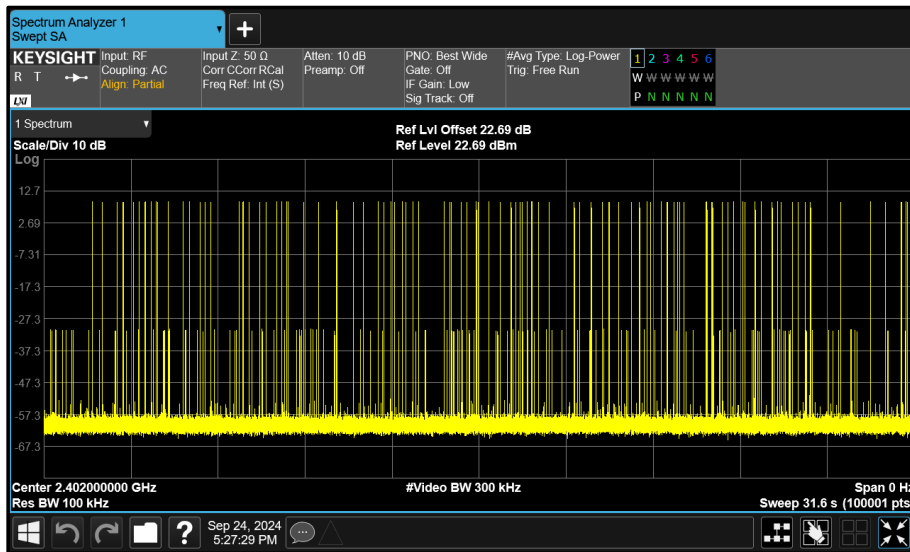 Spectrum Analyzer 1
Swept SA
KEYSIGHT
R T
LXI
Input: RF
Coupling: AC
Align: Partial
Input Z: 50 Ω
Corr CCorr RCal
Freq Ref: Int (S)
Atten: 10 dB
Preamp: Off
PNO: Best Wide
Gate: Off
IF Gain: Low
Sig Track: Off
#Avg Type: Log-Power
Trig: Free Run
1 2 3 4 5 6
W W W W W W
P N N N N N
1 Spectrum
Scale/Div 10 dB
Ref Lvl Offset 22.69 dB
Ref Level 22.69 dBm
Log
12.7
2.69
-7.31
-17.3
-27.3
-37.3
-47.3
-57.3
-67.3
Center 2.402000000 GHz
#Video BW 300 kHz
Span 0 Hz
Res BW 100 kHz
Sweep 31.6 s (100001 pts
?
Sep 24, 2024
5:27:29 PM